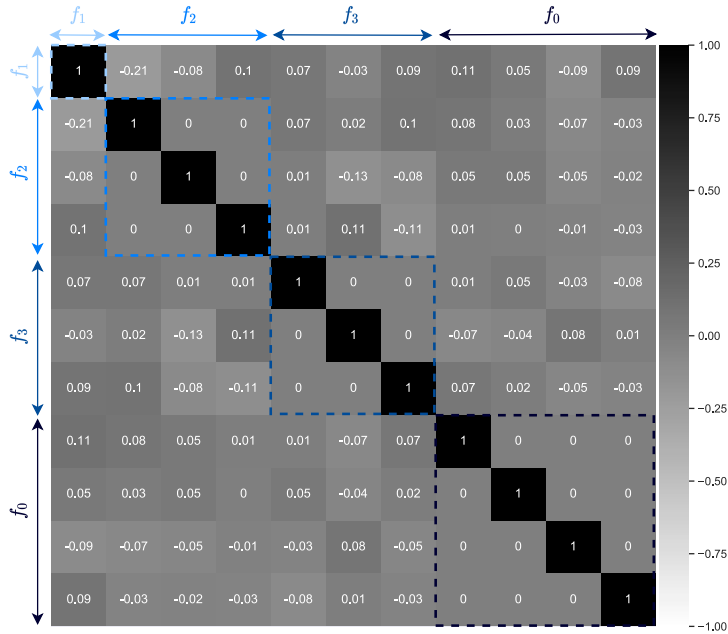 f₁ f₂ f₃ f₀
f₁ 1 -0.21 -0.08 0.1 0.07 -0.03 0.09 0.11 0.05 -0.09 0.09
-0.21 1 0 0 0.07 0.02 0.1 0.08 0.03 -0.07 -0.03
f₂ -0.08 0 1 0 0.01 -0.13 -0.08 0.05 0.05 -0.05 -0.02
0.1 0 0 1 0.01 0.11 -0.11 0.01 0 -0.01 -0.03
0.07 0.07 0.01 0.01 1 0 0 0.01 0.05 -0.03 -0.08
f₃ -0.03 0.02 -0.13 0.11 0 1 0 -0.07 -0.04 0.08 0.01
0.09 0.1 -0.08 -0.11 0 0 1 0.07 0.02 -0.05 -0.03
0.11 0.08 0.05 0.01 0.01 -0.07 0.07 1 0 0 0
f₀ 0.05 0.03 0.05 0 0.05 -0.04 0.02 0 1 0 0
-0.09 -0.07 -0.05 -0.01 -0.03 0.08 -0.05 0 0 1 0
0.09 -0.03 -0.02 -0.03 -0.08 0.01 -0.03 0 0 0 1
1.00
0.75
0.50
0.25
0.00
−0.25
−0.50
−0.75
−1.00